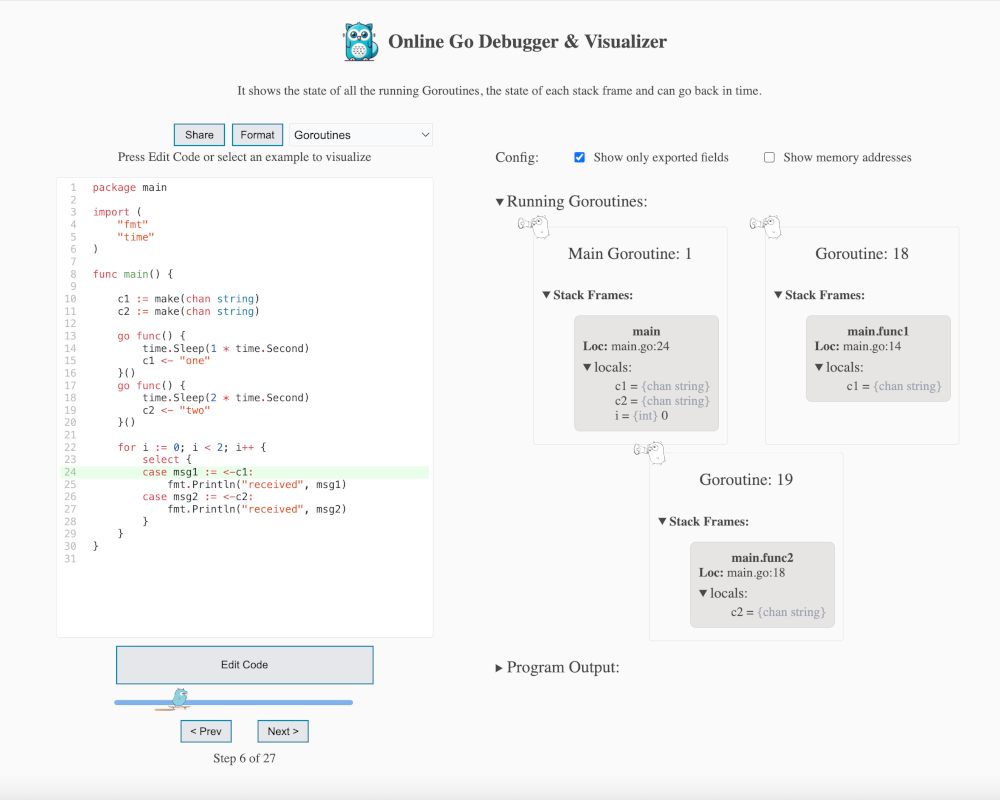 Online Go Debugger & Visualizer
It shows the state of all the running Goroutines, the state of each stack frame and can go back in time.
Share Format Goroutines
Press Edit Code or select an example to visualize
1 package main
2
3 import (
4     "fmt"
5     "time"
6 )
7
8 func main() {
9
10     c1 := make(chan string)
11     c2 := make(chan string)
12
13     go func() {
14         time.Sleep(1 * time.Second)
15         c1 <- "one"
16     }()
17     go func() {
18         time.Sleep(2 * time.Second)
19         c2 <- "two"
20     }()
21
22     for i := 0; i < 2; i++ {
23         select {
24         case msg1 := <-c1:
25             fmt.Println("received", msg1)
26         case msg2 := <-c2:
27             fmt.Println("received", msg2)
28         }
29     }
30 }
31
Edit Code
< Prev Next >
Step 6 of 27
Config: Show only exported fields Show memory addresses
Running Goroutines:
Main Goroutine: 1
Stack Frames:
main
Loc: main.go:24
locals:
c1 = {chan string}
c2 = {chan string}
i = {int} 0
Goroutine: 18
Stack Frames:
main.func1
Loc: main.go:14
locals:
c1 = {chan string}
Goroutine: 19
Stack Frames:
main.func2
Loc: main.go:18
locals:
c2 = {chan string}
Program Output: